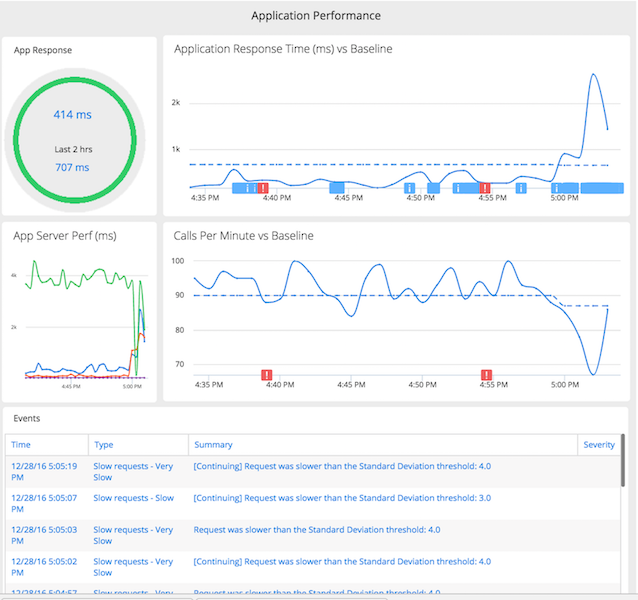 Application Performance
App Response
414 ms
Last 2 hrs
707 ms
Application Response Time (ms) vs Baseline
2k
1k
4:35 PM 4:40 PM 4:45 PM 4:50 PM 4:55 PM 5:00 PM
App Server Perf (ms)
4k
2k
4:45 PM 5:00 PM
Calls Per Minute vs Baseline
100
90
80
70
4:35 PM 4:40 PM 4:45 PM 4:50 PM 4:55 PM 5:00 PM
Events
Time Type Summary Severity
12/28/16 5:05:19 Slow requests - Very [Continuing] Request was slower than the Standard Deviation threshold: 4.0
PM Slow
12/28/16 5:05:07 Slow requests - Slow [Continuing] Request was slower than the Standard Deviation threshold: 3.0
PM
12/28/16 5:05:03 Slow requests - Very Request was slower than the Standard Deviation threshold: 4.0
PM Slow
12/28/16 5:05:02 Slow requests - Very [Continuing] Request was slower than the Standard Deviation threshold: 4.0
PM Slow
12/28/16 5:04:57 Slow requests - Very Request was slower than the Standard Deviation threshold: 4.0